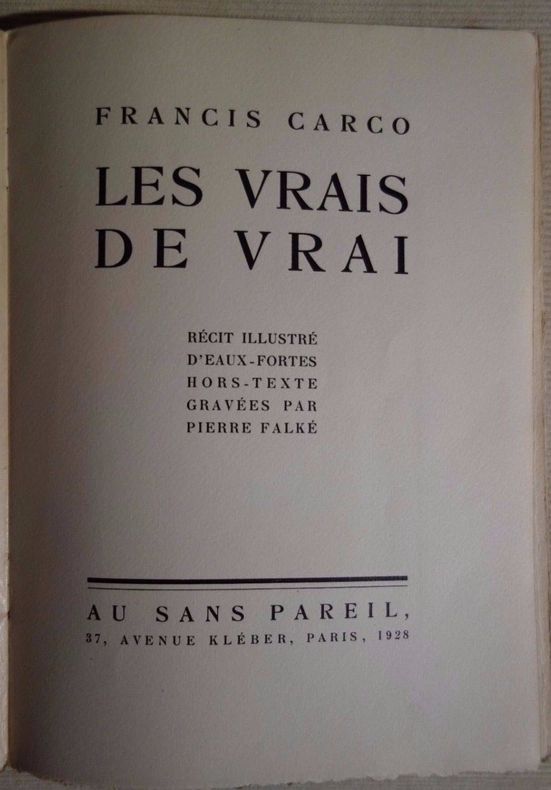 FRANCIS CARCO
LES VRAIS
DE VRAI
RÉCIT ILLUSTRÉ
D'EAUX-FORTES
HORS-TEXTE
GRAVÉES PAR
PIERRE FALKÉ
AU SANS PAREIL,
37, AVENUE KLÉBER, PARIS, 1928